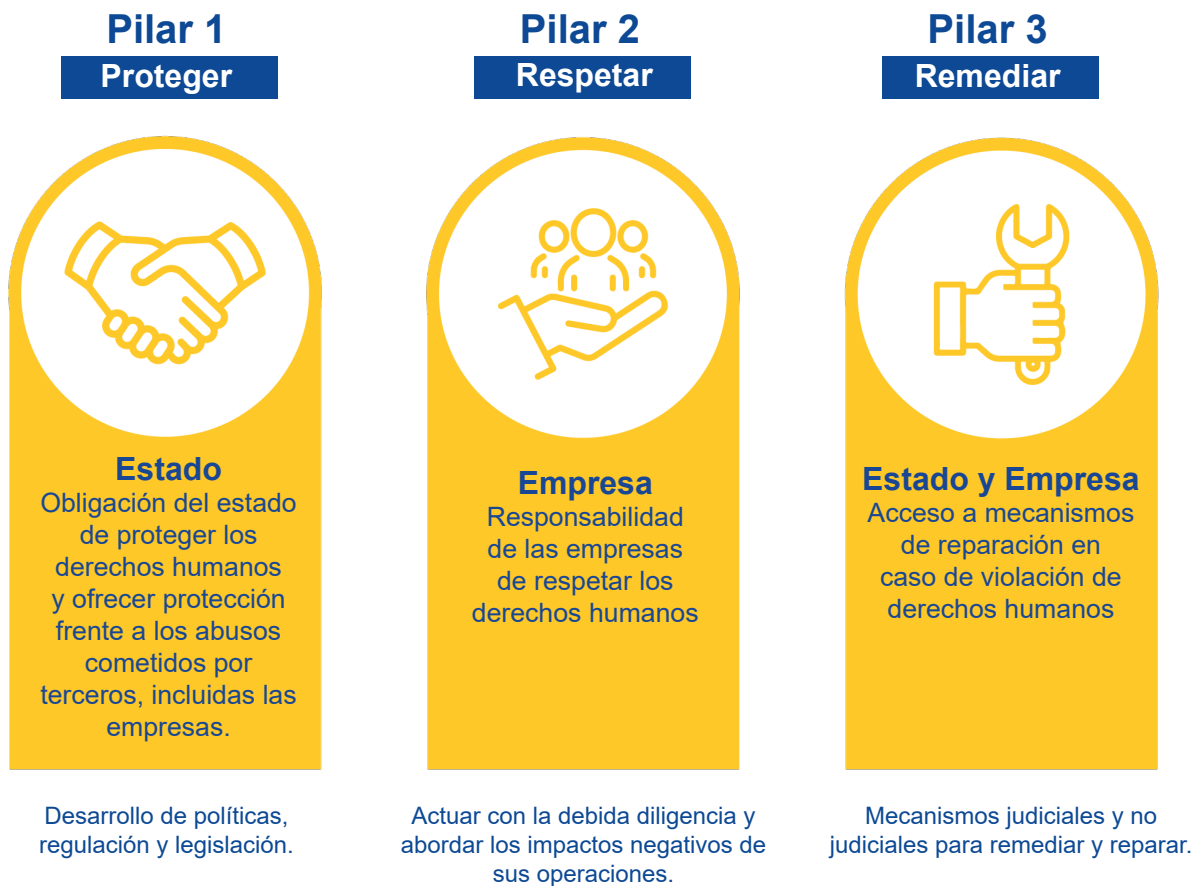 Pilar 1
Proteger
Estado
Obligación del estado
de proteger los
derechos humanos
y ofrecer protección
frente a los abusos
cometidos por
terceros, incluidas las
empresas.
Desarrollo de políticas,
regulación y legislación.
Pilar 2
Respetar
Empresa
Responsabilidad
de las empresas
de respetar los
derechos humanos
Actuar con la debida diligencia y
abordar los impactos negativos de
sus operaciones.
Pilar 3
Remediar
Estado y Empresa
Acceso a mecanismos
de reparación en
caso de violación de
derechos humanos
Mecanismos judiciales y no
judiciales para remediar y reparar.